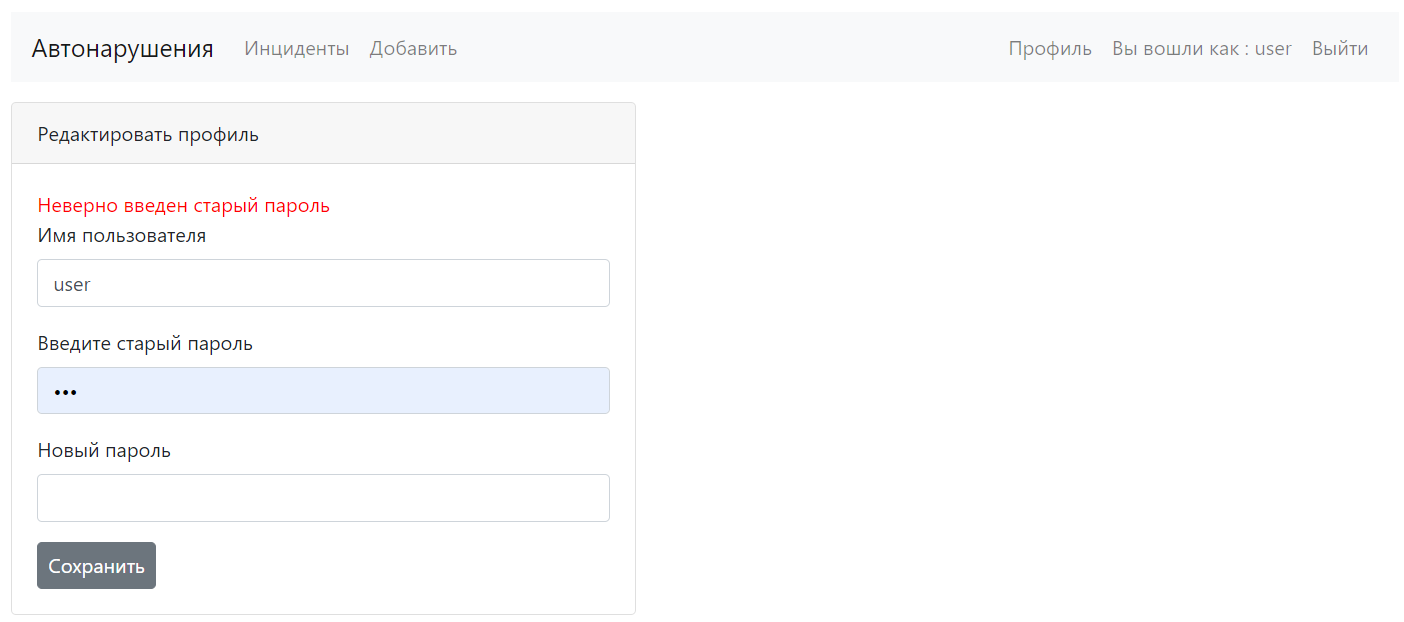 Автонарушения Инциденты Добавить Профиль Вы вошли как : user Выйти
Редактировать профиль
Неверно введен старый пароль
Имя пользователя
user
Введите старый пароль
•••
Новый пароль
Сохранить